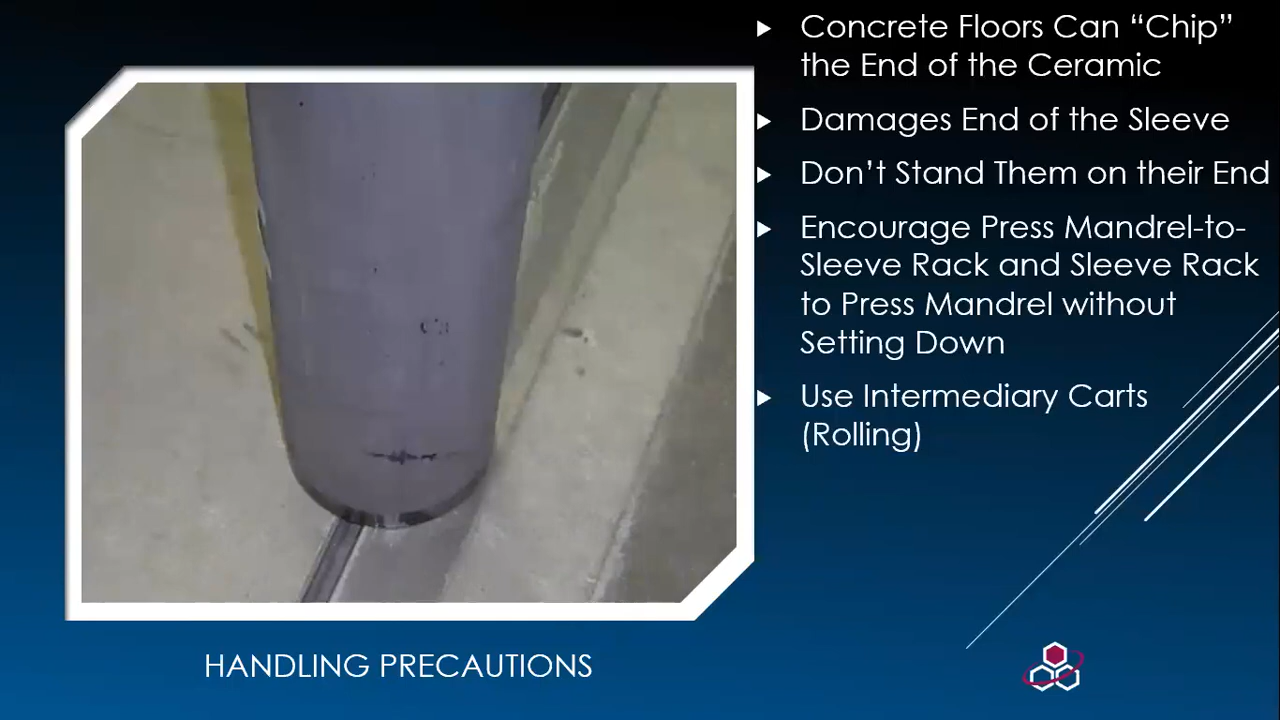 Concrete Floors Can “Chip”
the End of the Ceramic
Damages End of the Sleeve
Don’t Stand Them on their End
Encourage Press Mandrel-to-
Sleeve Rack and Sleeve Rack
to Press Mandrel without
Setting Down
Use Intermediary Carts
(Rolling)
HANDLING PRECAUTIONS